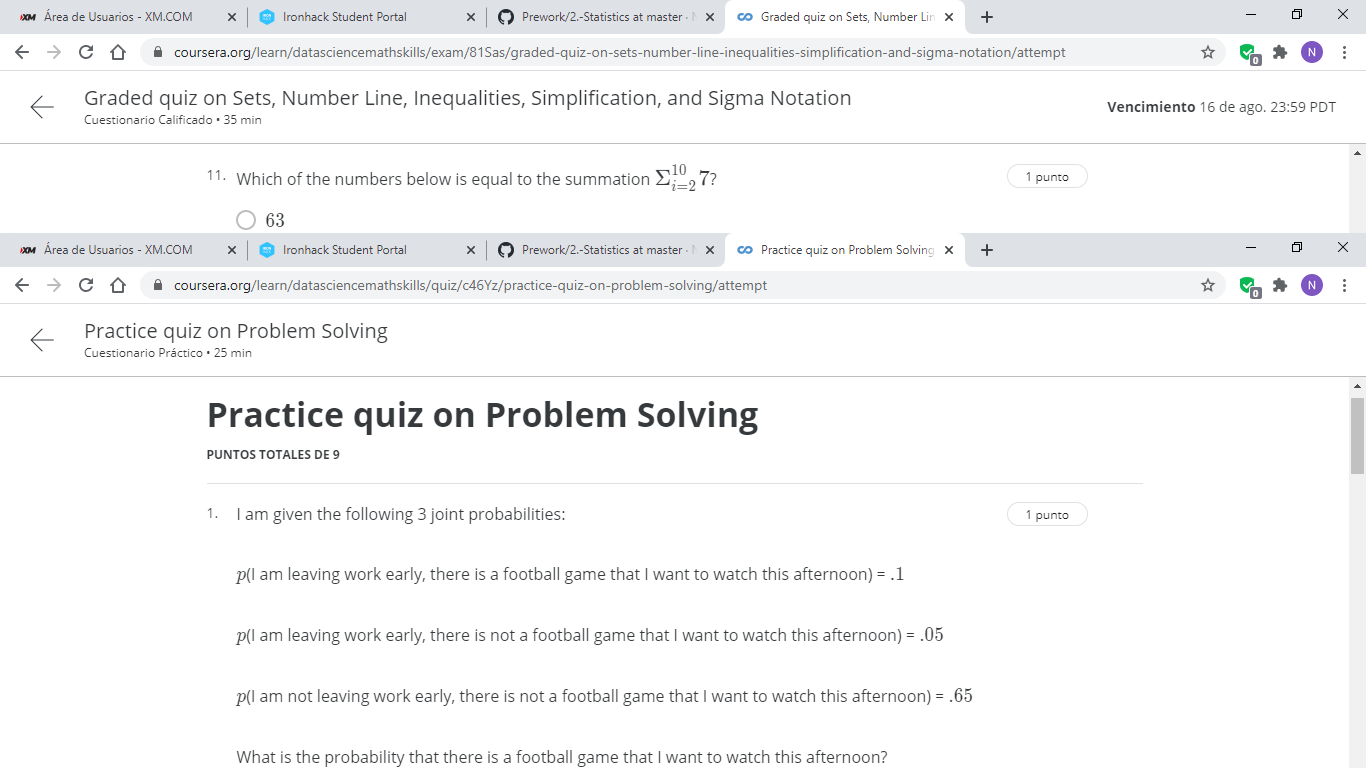 XM Área de Usuarios - XM.COM Ironhack Student Portal Prework/2.-Statistics at master · Graded quiz on Sets, Number Lin
coursera.org/learn/datasciencemathskills/exam/81Sas/graded-quiz-on-sets-number-line-inequalities-simplification-and-sigma-notation/attempt 0 N
Graded quiz on Sets, Number Line, Inequalities, Simplification, and Sigma Notation
Cuestionario Calificado • 35 min
Vencimiento 16 de ago. 23:59 PDT
11. Which of the numbers below is equal to the summation Σ_{i=2}^{10} 7?
1 punto
63
XM Área de Usuarios - XM.COM Ironhack Student Portal Prework/2.-Statistics at master · Practice quiz on Problem Solving
coursera.org/learn/datasciencemathskills/quiz/c46Yz/practice-quiz-on-problem-solving/attempt 0 N
Practice quiz on Problem Solving
Cuestionario Práctico • 25 min
Practice quiz on Problem Solving
PUNTOS TOTALES DE 9
1. I am given the following 3 joint probabilities:
1 punto
p(I am leaving work early, there is a football game that I want to watch this afternoon) = .1
p(I am leaving work early, there is not a football game that I want to watch this afternoon) = .05
p(I am not leaving work early, there is not a football game that I want to watch this afternoon) = .65
What is the probability that there is a football game that I want to watch this afternoon?